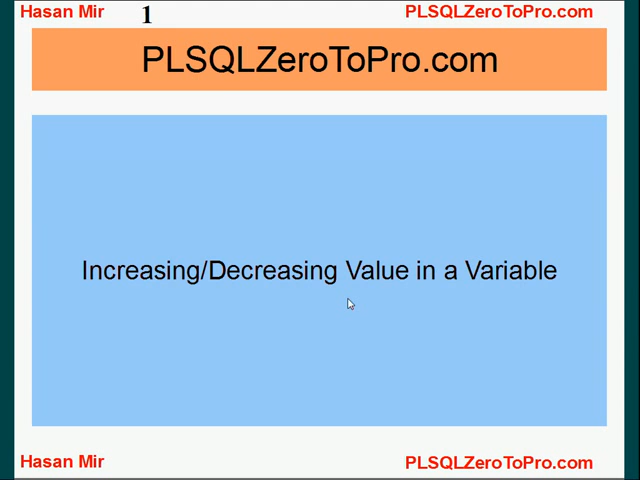 Hasan Mir 1 PLSQLZeroToPro.com
PLSQLZeroToPro.com
Increasing/Decreasing Value in a Variable
Hasan Mir PLSQLZeroToPro.com